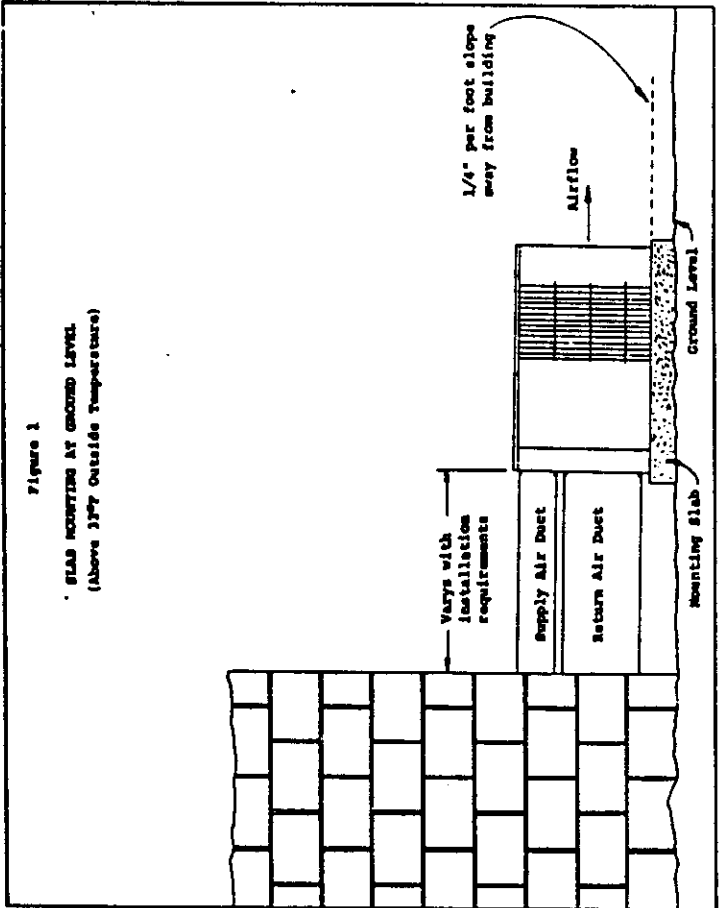 Figure 1
SLAB MOUNTING AT GROUND LEVEL
(Above Outside Temperature)
1/4" per foot slope
away from building
Airflow
Varys with
installation
requirements
Supply Air Duct
Return Air Duct
Mounting Slab
Ground Level